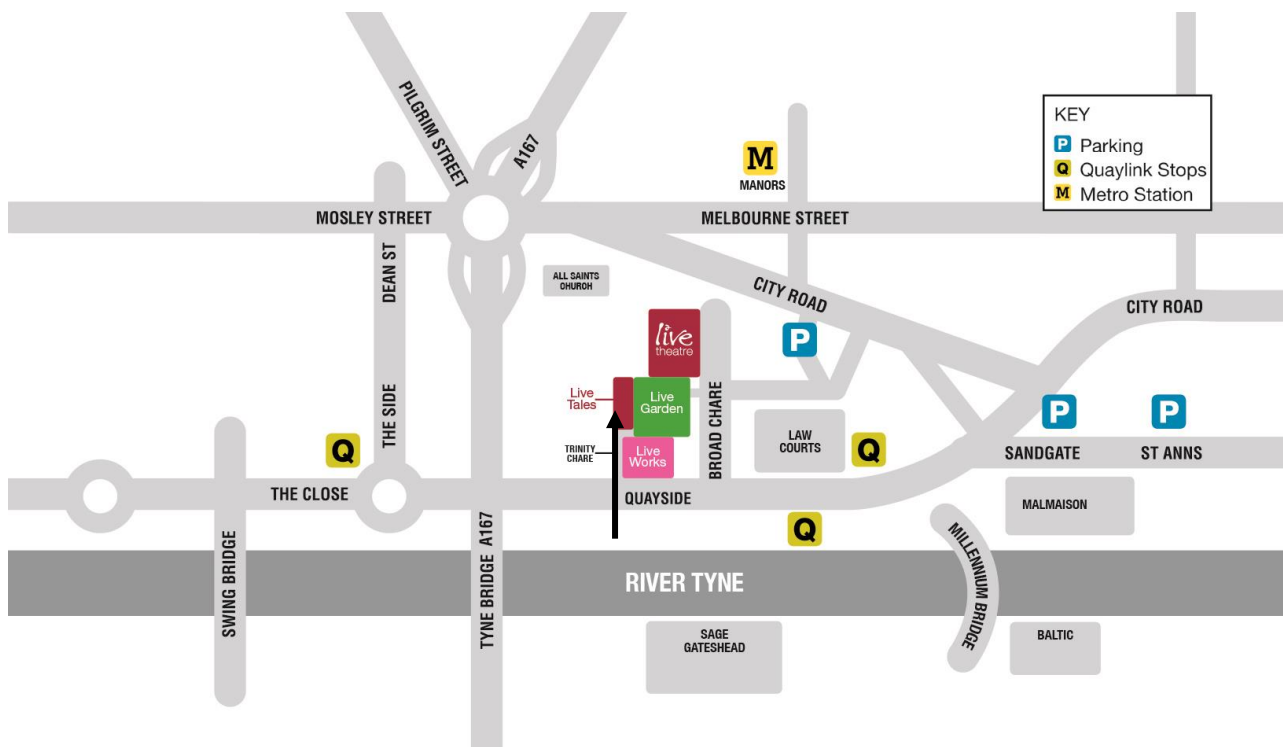 PILGRIM STREET
A167
M
MANORS
KEY
P Parking
Q Quaylink Stops
M Metro Station
MOSLEY STREET
MELBOURNE STREET
DEAN ST
ALL SAINTS
CHURCH
CITY ROAD
CITY ROAD
live
theatre
P
Live
Tales
Live
Garden
THE SIDE
BROAD CHARE
P
P
Q
TRINITY
CHARE
Live
Works
LAW
COURTS
Q
SANDGATE
ST ANNS
THE CLOSE
QUAYSIDE
MALMAISON
Q
SWING BRIDGE
TYNE BRIDGE A167
MILLENNIUM BRIDGE
RIVER TYNE
SAGE
GATESHEAD
BALTIC